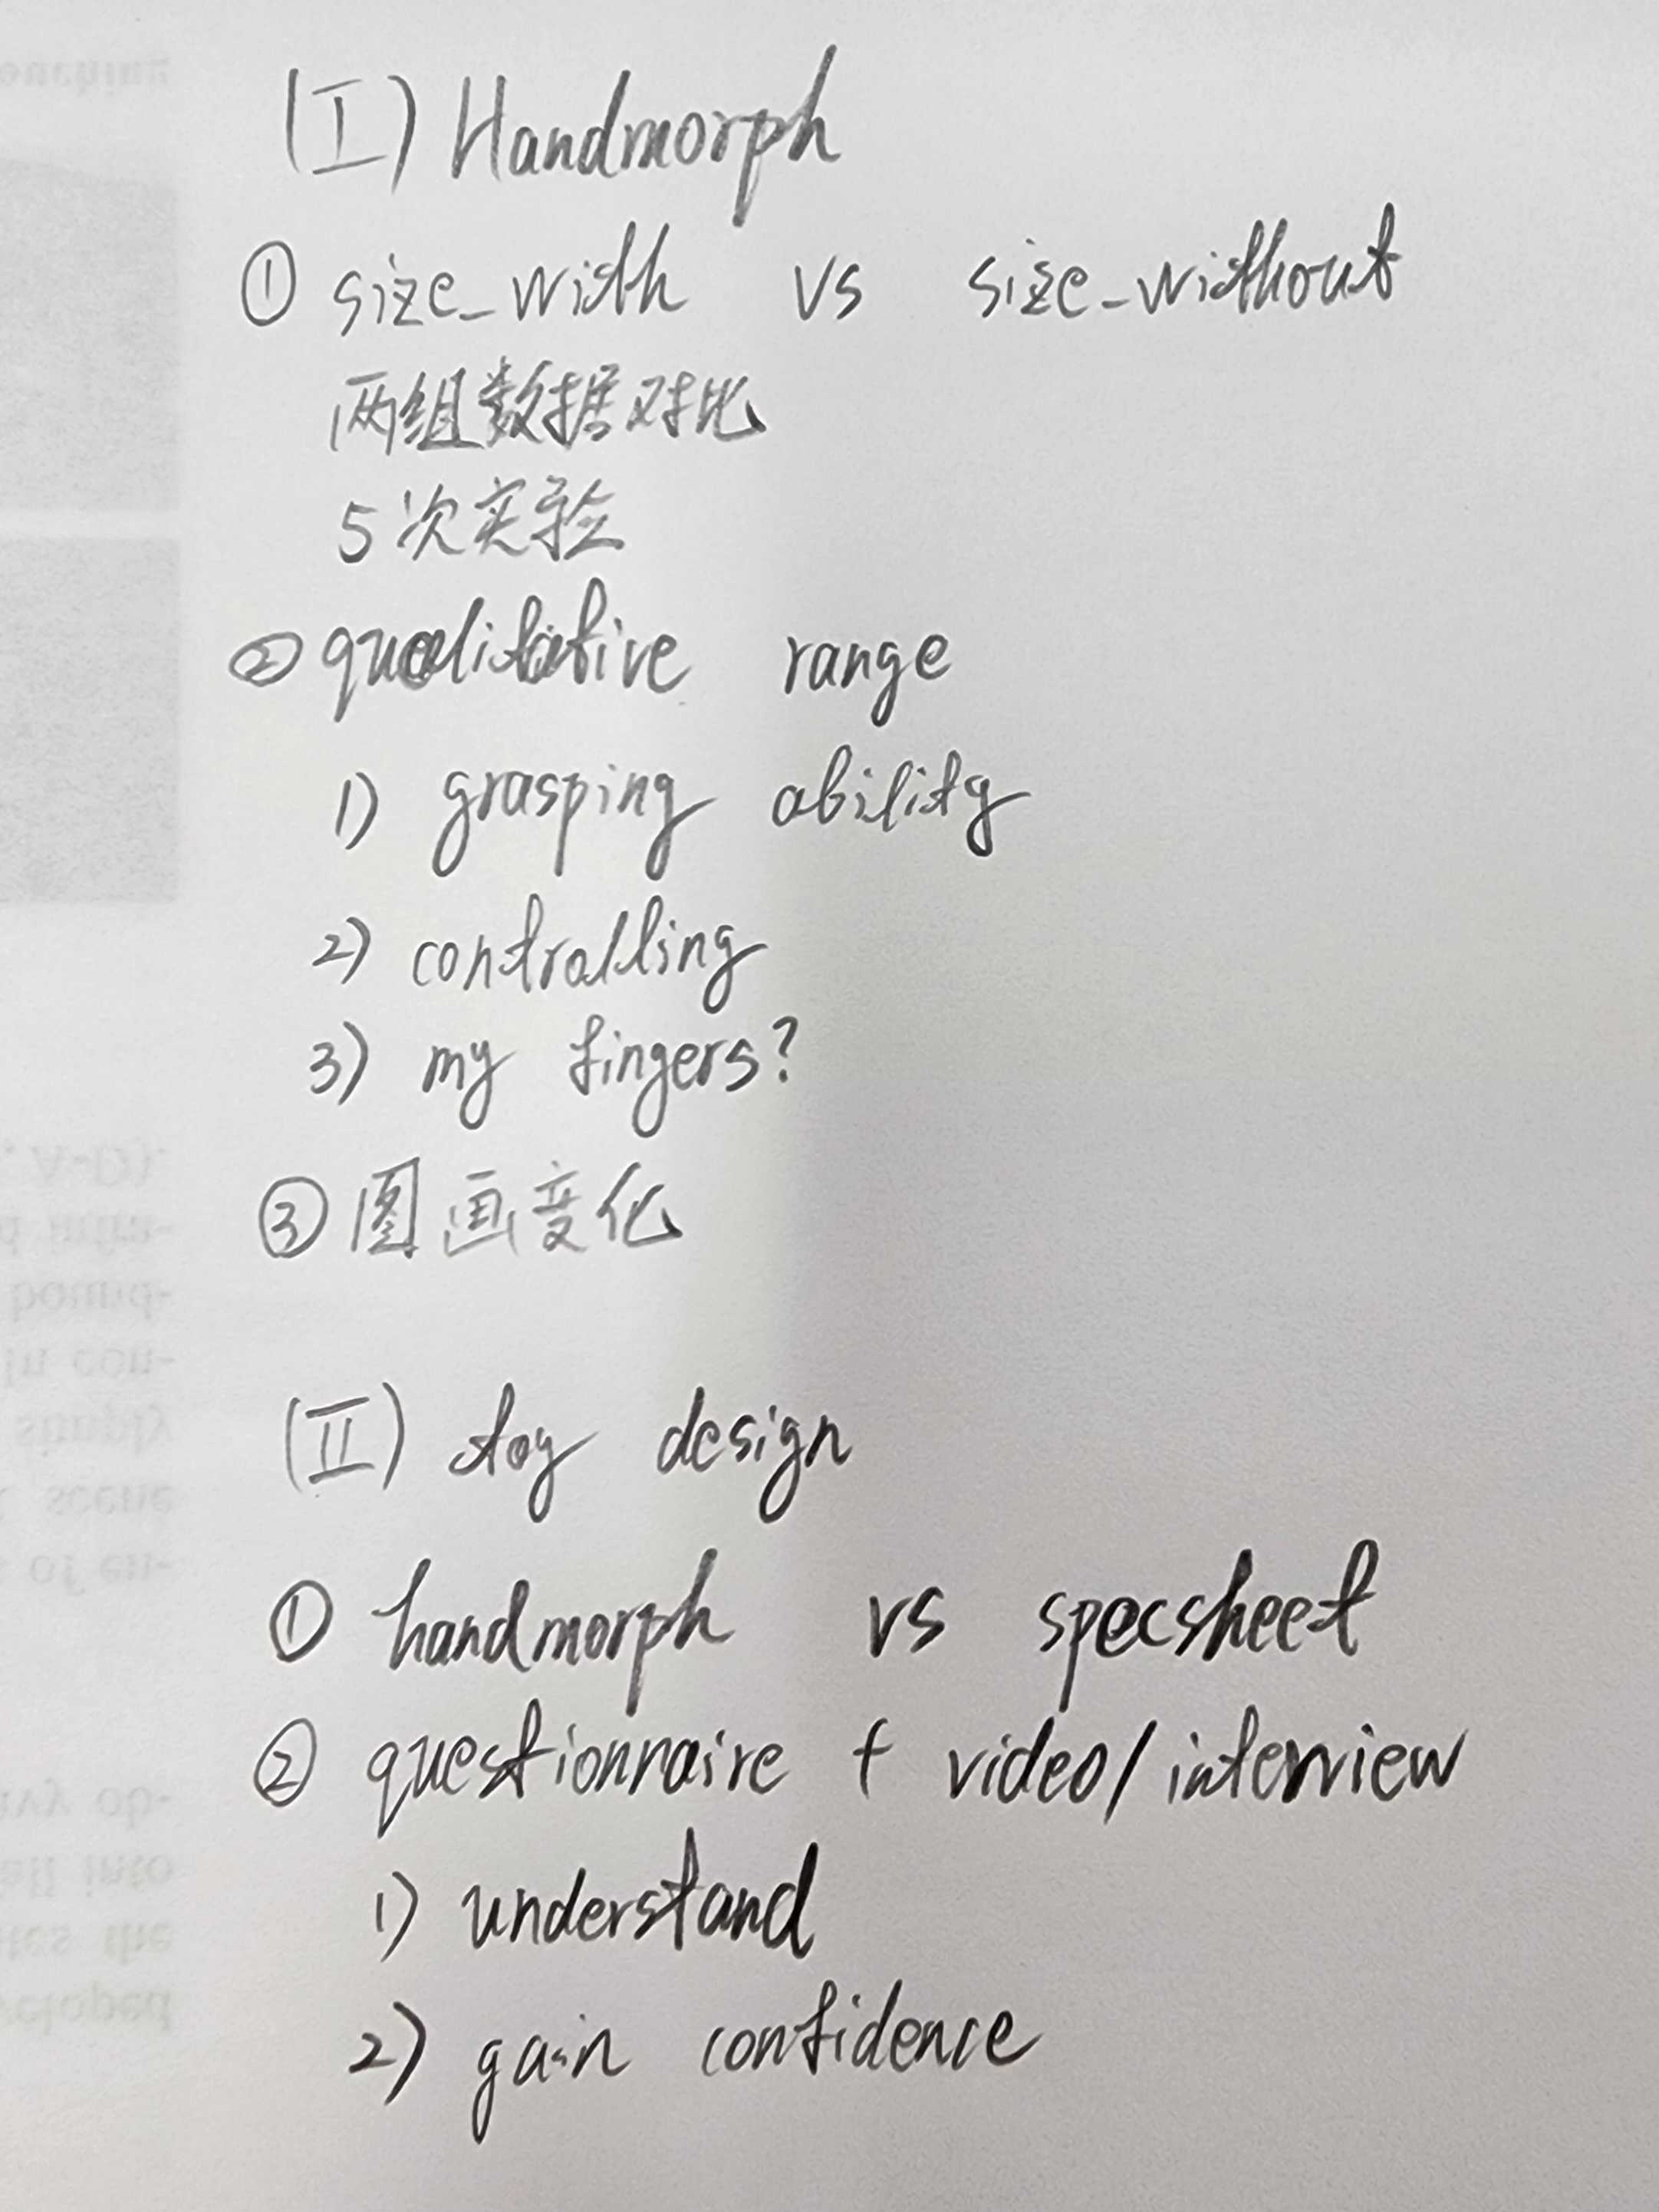 (I) Handmorph
① size_with vs size_without
两组数据对比
5次实验
② qualitative range
1) grasping ability
2) controlling
3) my fingers?
③ 图画变化
(II) toy design
① handmorph vs specsheet
② questionnaire + video/interview
1) understand
2) gain confidence